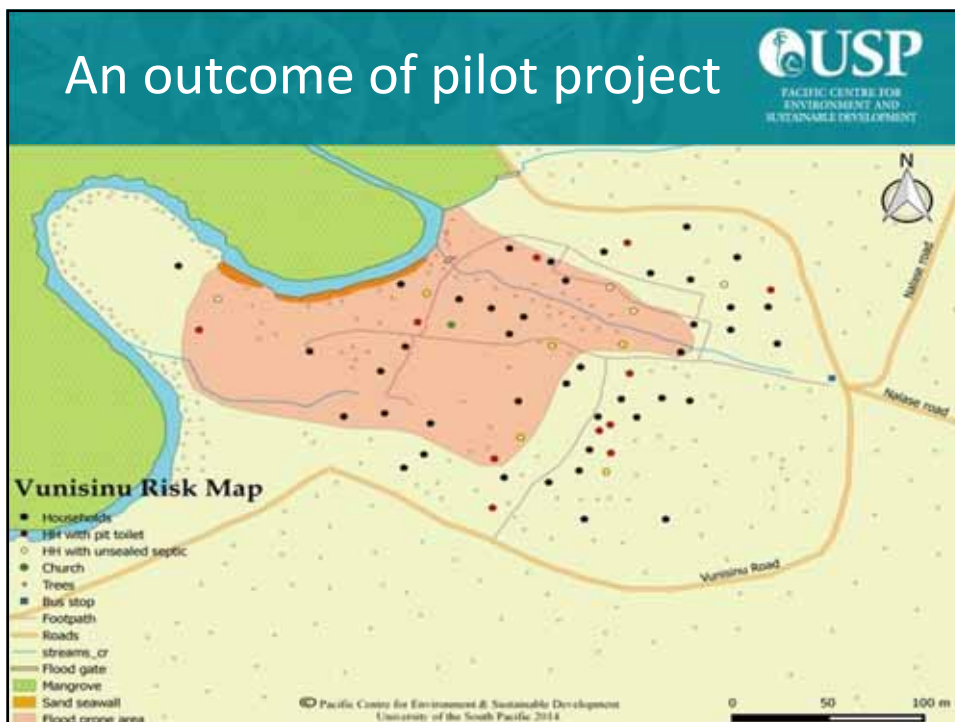 An outcome of pilot project
USP
PACIFIC CENTRE FOR
ENVIRONMENT AND
SUSTAINABLE DEVELOPMENT
N
Nalase road
Nalase road
Vunisinu Road
Vunisinu Risk Map
Households
HH with pit toilet
HH with unsealed septic
Church
Trees
Bus stop
Footpath
Roads
streams_cr
Flood gate
Mangrove
Sand seawall
Flood prone area
© Pacific Centre for Environment & Sustainable Development
University of the South Pacific 2014
0 50 100 m